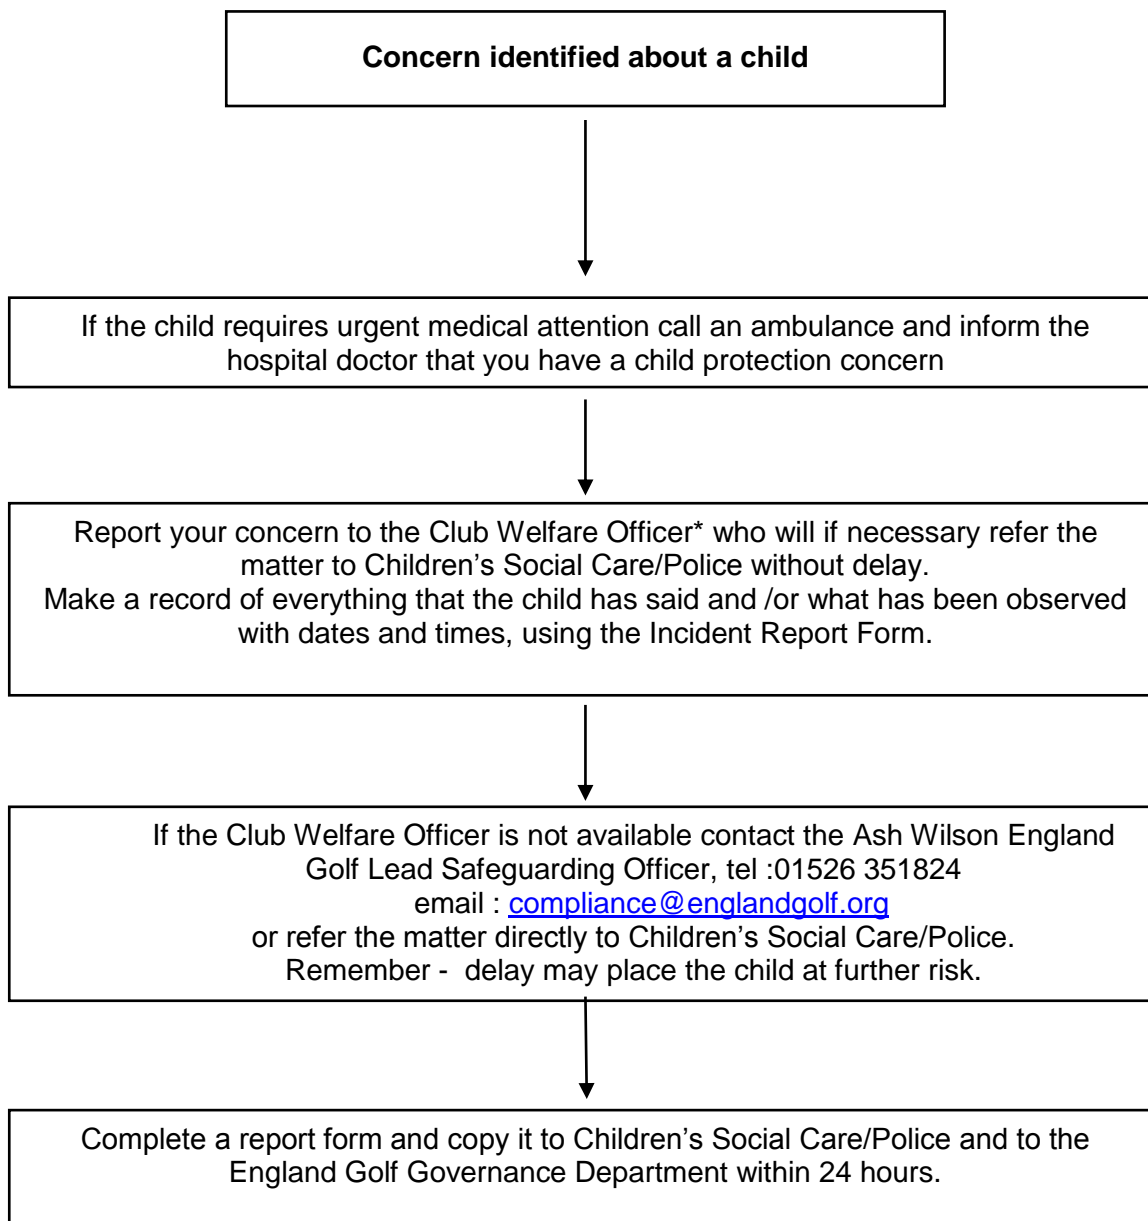 Concern identified about a child
If the child requires urgent medical attention call an ambulance and inform the
hospital doctor that you have a child protection concern
Report your concern to the Club Welfare Officer* who will if necessary refer the
matter to Children’s Social Care/Police without delay.
Make a record of everything that the child has said and /or what has been observed
with dates and times, using the Incident Report Form.
If the Club Welfare Officer is not available contact the Ash Wilson England
Golf Lead Safeguarding Officer, tel :01526 351824
email : compliance@englandgolf.org
or refer the matter directly to Children’s Social Care/Police.
Remember -  delay may place the child at further risk.
Complete a report form and copy it to Children’s Social Care/Police and to the
England Golf Governance Department within 24 hours.